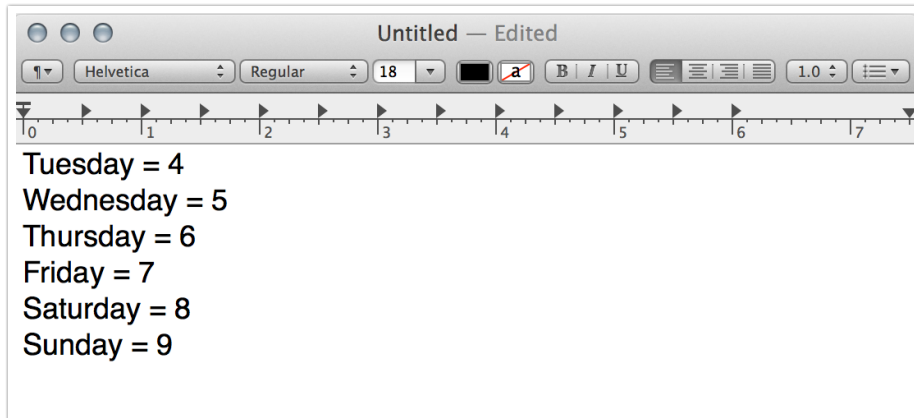 Untitled — Edited
¶ Helvetica Regular 18 a B I U 1.0
0 1 2 3 4 5 6 7
Tuesday = 4
Wednesday = 5
Thursday = 6
Friday = 7
Saturday = 8
Sunday = 9